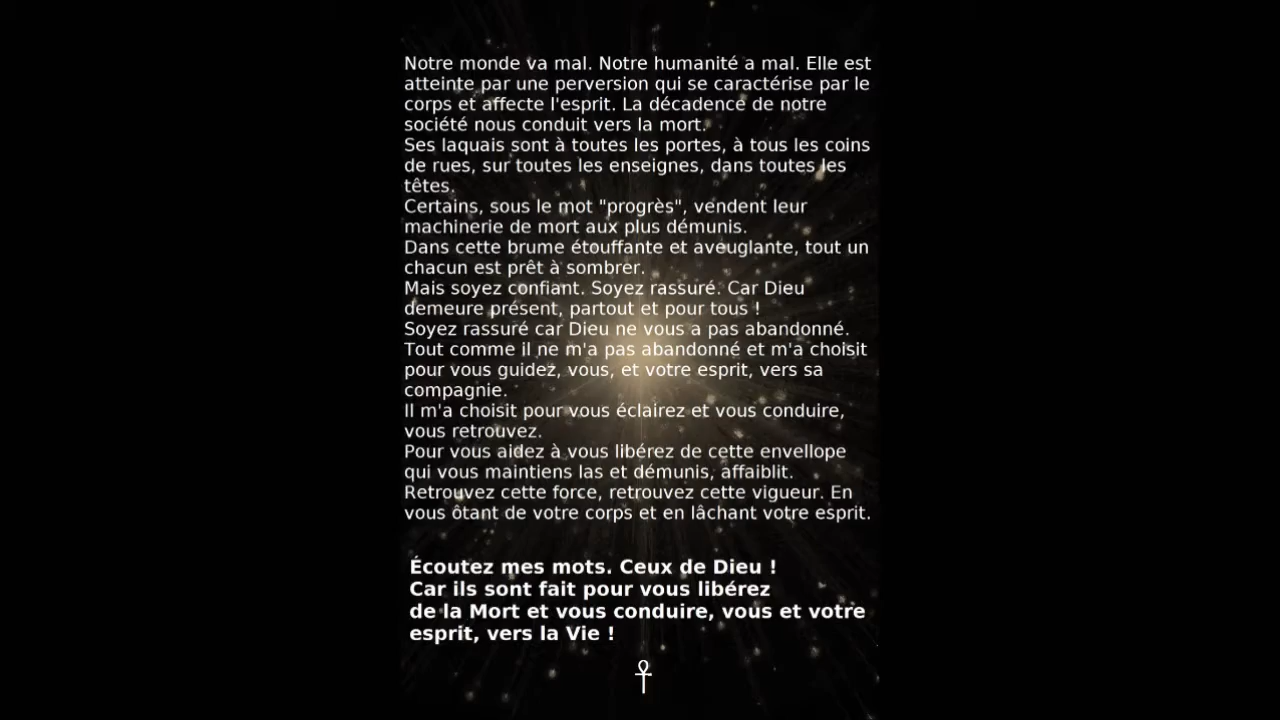 Notre monde va mal. Notre humanité a mal. Elle est
atteinte par une perversion qui se caractérise par le
corps et affecte l'esprit. La décadence de notre
société nous conduit vers la mort.
Ses laquais sont à toutes les portes, à tous les coins
de rues, sur toutes les enseignes, dans toutes les
têtes.
Certains, sous le mot "progrès", vendent leur
machinerie de mort aux plus démunis.
Dans cette brume étouffante et aveuglante, tout un
chacun est prêt à sombrer.
Mais soyez confiant. Soyez rassuré. Car Dieu
demeure présent, partout et pour tous !
Soyez rassuré car Dieu ne vous a pas abandonné.
Tout comme il ne m'a pas abandonné et m'a choisit
pour vous guidez, vous, et votre esprit, vers sa
compagnie.
Il m'a choisit pour vous éclairez et vous conduire,
vous retrouvez.
Pour vous aidez à vous libérez de cette envellope
qui vous maintiens las et démunis, affaiblit.
Retrouvez cette force, retrouvez cette vigueur. En
vous ôtant de votre corps et en lâchant votre esprit.
Écoutez mes mots. Ceux de Dieu !
Car ils sont fait pour vous libérez
de la Mort et vous conduire, vous et votre
esprit, vers la Vie !